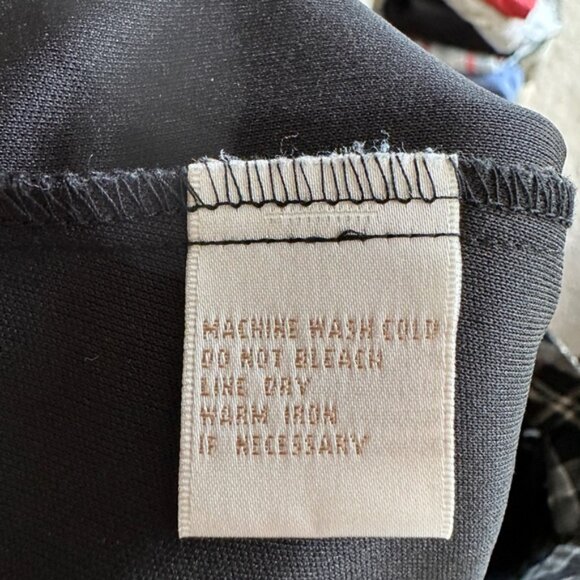 MACHINE WASH COLD
DO NOT BLEACH
LINE DRY
WARM IRON
IF NECESSARY